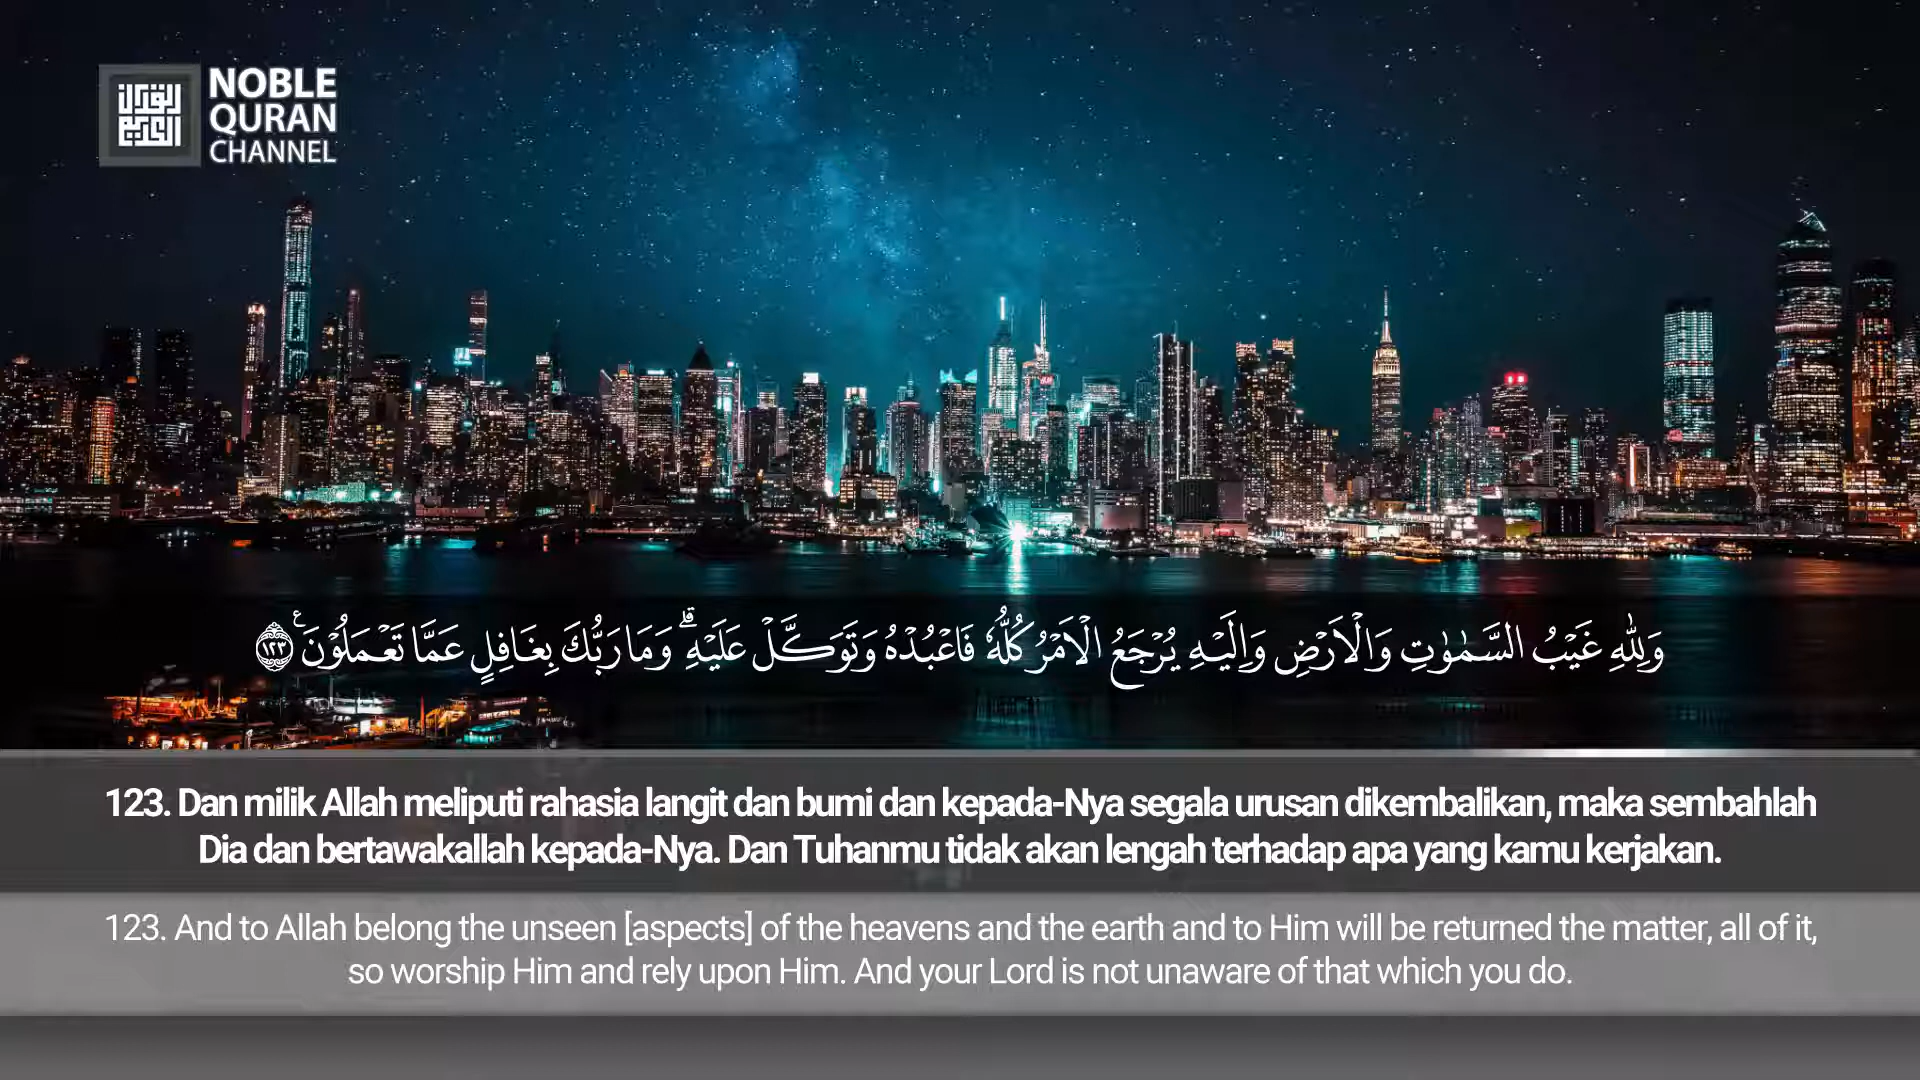 القرآن
الكريم
NOBLE
QURAN
CHANNEL
وَلِلّٰهِ غَيْبُ السَّمٰوٰتِ وَالْاَرْضِ وَاِلَيْهِ يُرْجَعُ الْاَمْرُ كُلُّهٗ فَاعْبُدْهُ وَتَوَكَّلْ عَلَيْهِۗ وَمَا رَبُّكَ بِغَافِلٍ عَمَّا تَعْمَلُوْنَ ࣖ ١٢٣
123. Dan milik Allah meliputi rahasia langit dan bumi dan kepada-Nya segala urusan dikembalikan, maka sembahlah
Dia dan bertawakallah kepada-Nya. Dan Tuhanmu tidak akan lengah terhadap apa yang kamu kerjakan.
123. And to Allah belong the unseen [aspects] of the heavens and the earth and to Him will be returned the matter, all of it,
so worship Him and rely upon Him. And your Lord is not unaware of that which you do.